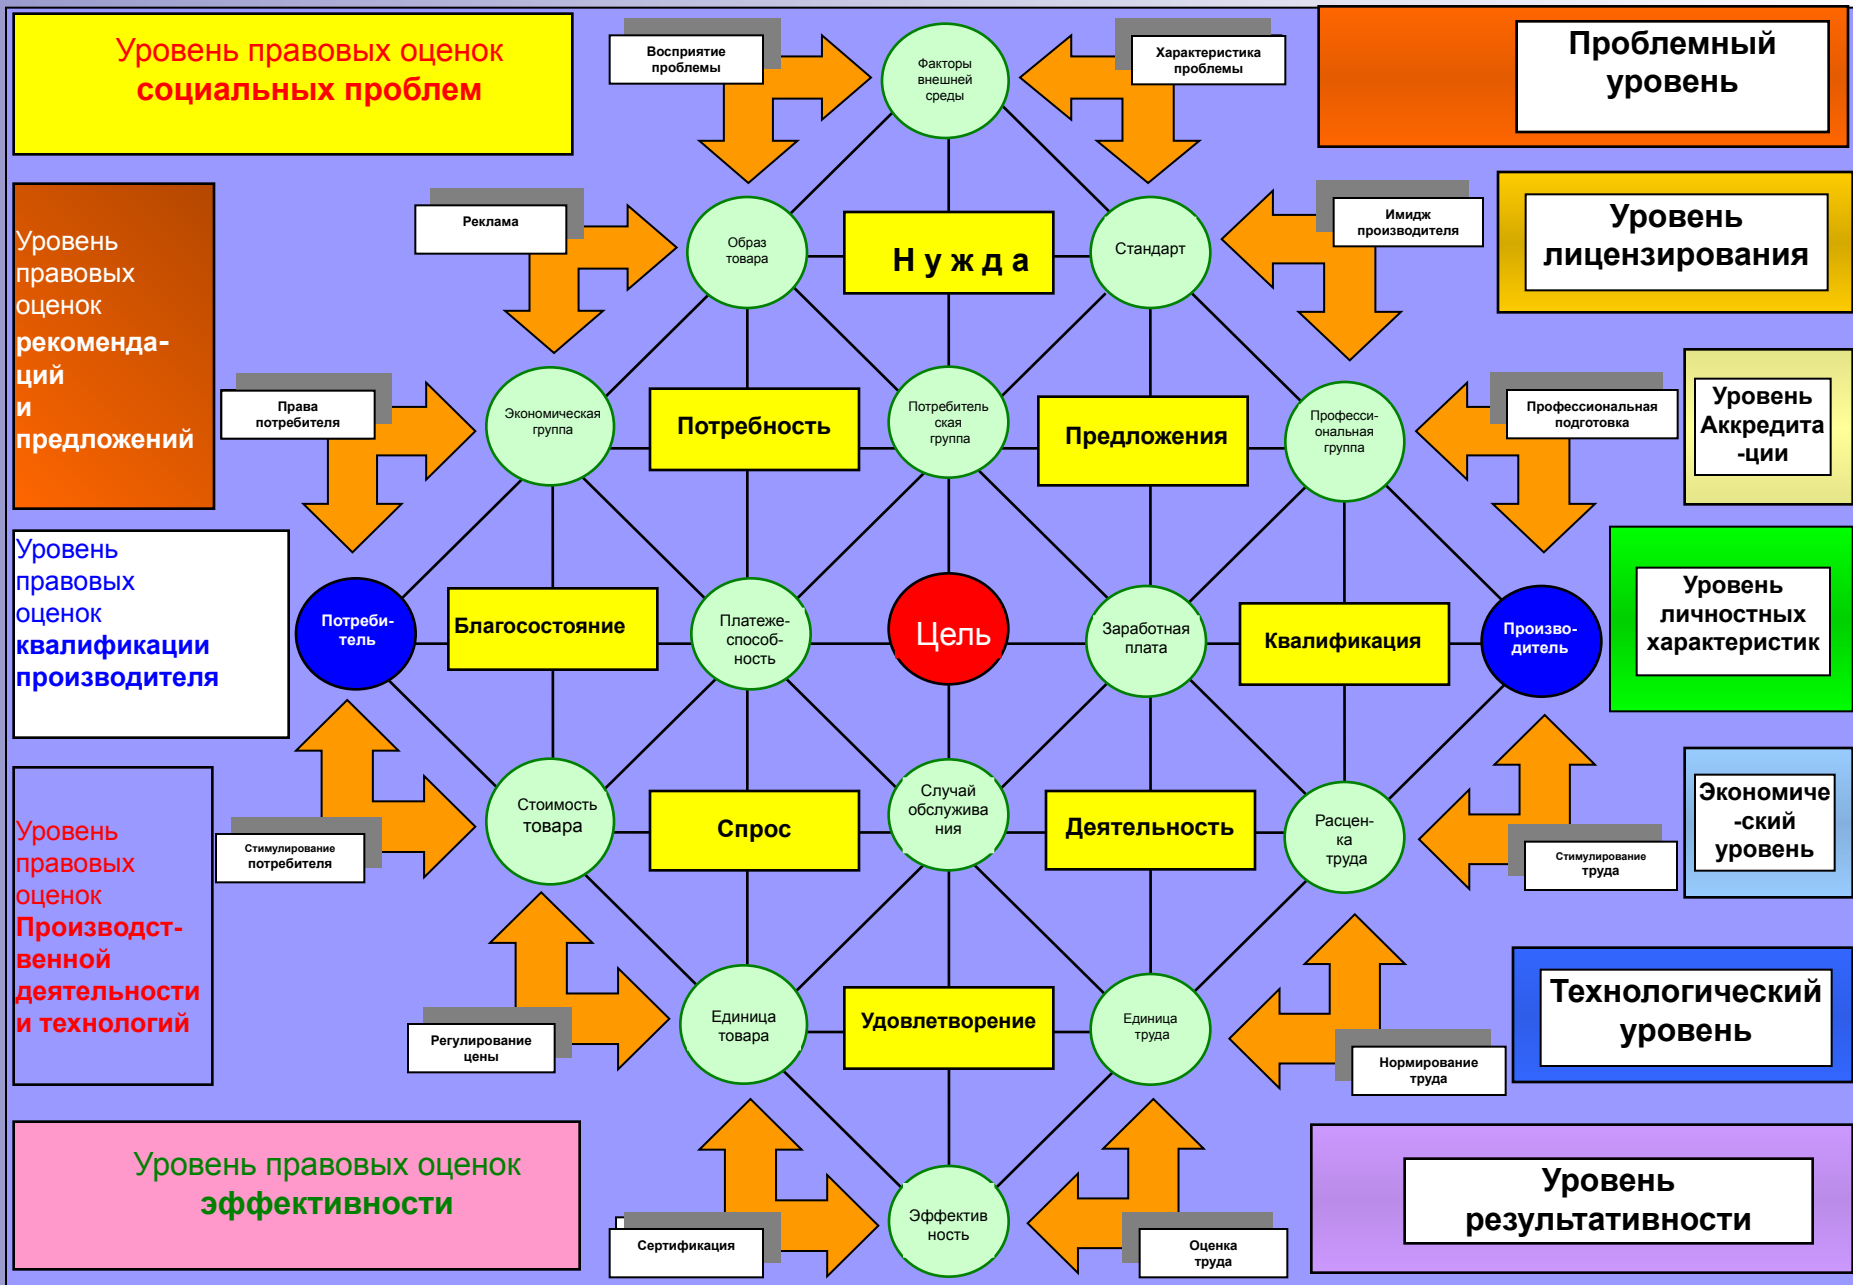 Уровень правовых оценок
социальных проблем
Восприятие
проблемы
Факторы
внешней
среды
Характеристика
проблемы
Проблемный
уровень
Уровень
правовых
оценок
рекоменда-
ций
и
предложений
Реклама
Образ
товара
Нужда
Стандарт
Имидж
производителя
Уровень
лицензирования
Права
потребителя
Экономическая
группа
Потребность
Потребитель
ская
группа
Предложения
Професси-
ональная
группа
Профессиональная
подготовка
Уровень
Аккредита
-ции
Уровень
правовых
оценок
квалификации
производителя
Потреби-
тель
Благосостояние
Платеже-
способ-
ность
Цель
Заработная
плата
Квалификация
Произво-
дитель
Уровень
личностных
характеристик
Уровень
правовых
оценок
Производст-
венной
деятельности
и технологий
Стимулирование
потребителя
Стоимость
товара
Спрос
Случай
обслужива
ния
Деятельность
Расцен-
ка
труда
Стимулирование
труда
Экономиче
-ский
уровень
Регулирование
цены
Единица
товара
Удовлетворение
Единица
труда
Нормирование
труда
Технологический
уровень
Уровень правовых оценок
эффективности
Сертификация
Эффектив
ность
Оценка
труда
Уровень
результативности